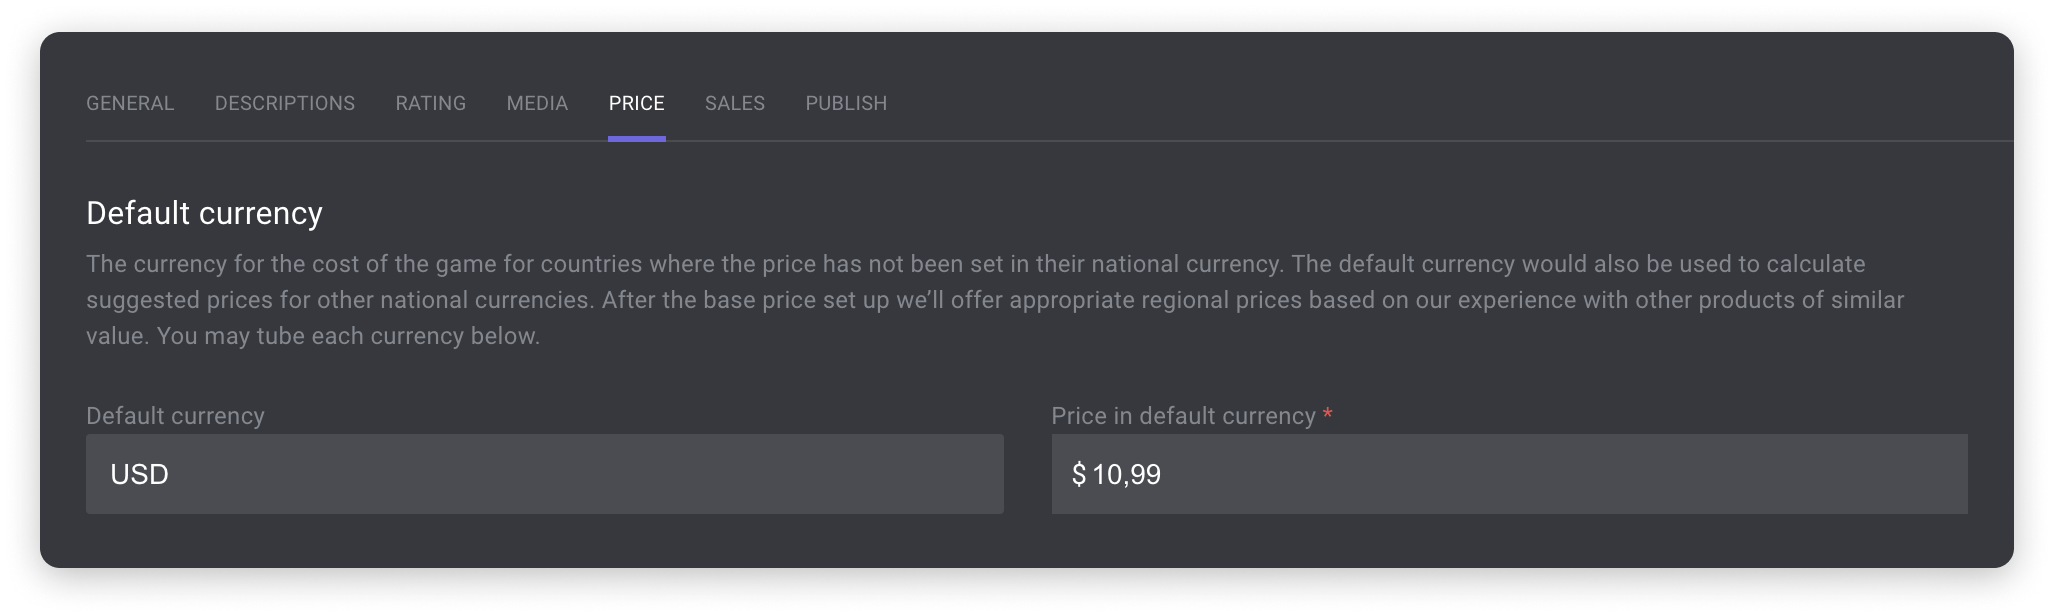 GENERAL DESCRIPTIONS RATING MEDIA PRICE SALES PUBLISH
Default currency
The currency for the cost of the game for countries where the price has not been set in their national currency. The default currency would also be used to calculate
suggested prices for other national currencies. After the base price set up we’ll offer appropriate regional prices based on our experience with other products of similar
value. You may tube each currency below.
Default currency
USD
Price in default currency *
$ 10,99